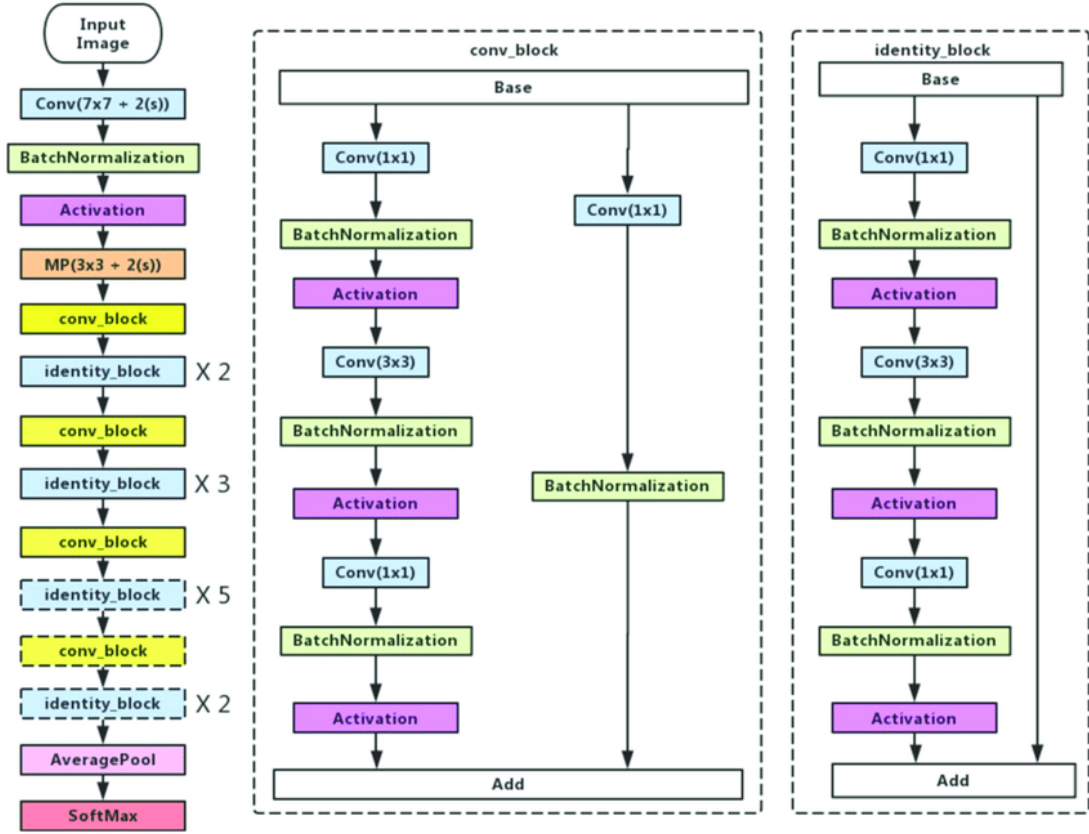 Input
Image
Conv(7x7 + 2(s))
BatchNormalization
Activation
MP(3x3 + 2(s))
conv_block
identity_block X 2
conv_block
identity_block X 3
conv_block
identity_block X 5
conv_block
identity_block X 2
AveragePool
SoftMax
conv_block
Base
Conv(1x1)
BatchNormalization
Activation
Conv(3x3)
BatchNormalization
Activation
Conv(1x1)
BatchNormalization
Activation
Conv(1x1)
BatchNormalization
Add
identity_block
Base
Conv(1x1)
BatchNormalization
Activation
Conv(3x3)
BatchNormalization
Activation
Conv(1x1)
BatchNormalization
Activation
Add